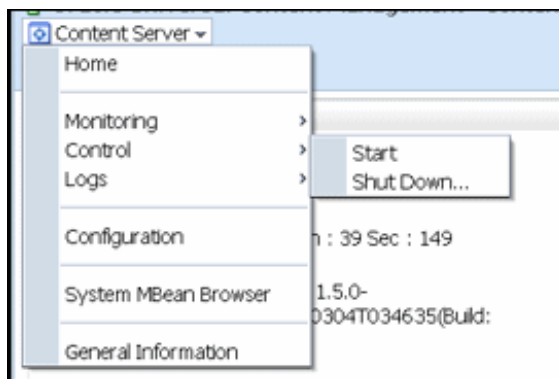 Content Server
Home
Monitoring
Control
Start
Logs
Shut Down...
Configuration
n : 39 Sec : 149
System MBean Browser
1.5.0-
0304T034635(Build:
General Information